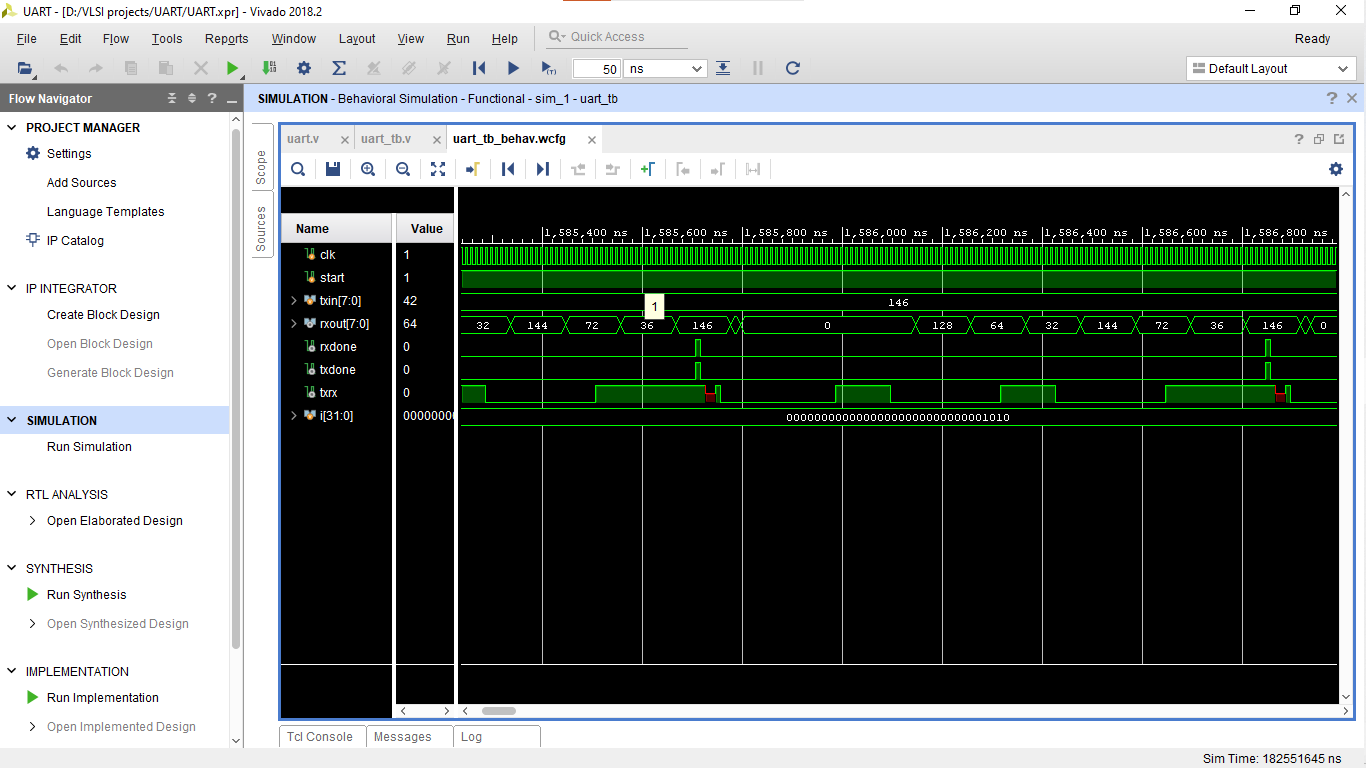 UART - [D:/VLSI projects/UART/UART.xpr] - Vivado 2018.2
File Edit Flow Tools Reports Window Layout View Run Help Quick Access Ready
50 ns Default Layout
Flow Navigator
SIMULATION - Behavioral Simulation - Functional - sim_1 - uart_tb
PROJECT MANAGER
Settings
Add Sources
Language Templates
IP Catalog
IP INTEGRATOR
Create Block Design
Open Block Design
Generate Block Design
SIMULATION
Run Simulation
RTL ANALYSIS
Open Elaborated Design
SYNTHESIS
Run Synthesis
Open Synthesized Design
IMPLEMENTATION
Run Implementation
Open Implemented Design
Scope
Sources
uart.v uart_tb.v uart_tb_behav.wcfg
Name Value
1,585,400 ns 1,585,600 ns 1,585,800 ns 1,586,000 ns 1,586,200 ns 1,586,400 ns 1,586,600 ns 1,586,800 ns
clk 1
start 1
txin[7:0] 42 1 146
rxout[7:0] 64 32 144 72 36 146 0 128 64 32 144 72 36 146 0
rxdone 0
txdone 0
txrx 0
i[31:0] 00000000 00000000000000000000000000001010
Tcl Console Messages Log
Sim Time: 182551645 ns